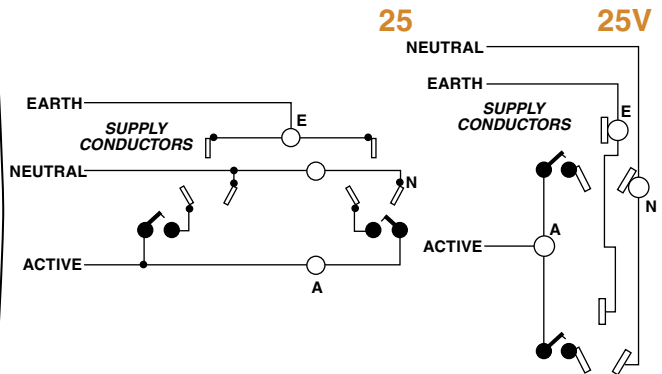 25
EARTH
E
SUPPLY
CONDUCTORS
NEUTRAL
N
ACTIVE
A
25V
NEUTRAL
EARTH
E
SUPPLY
CONDUCTORS
N
ACTIVE
A